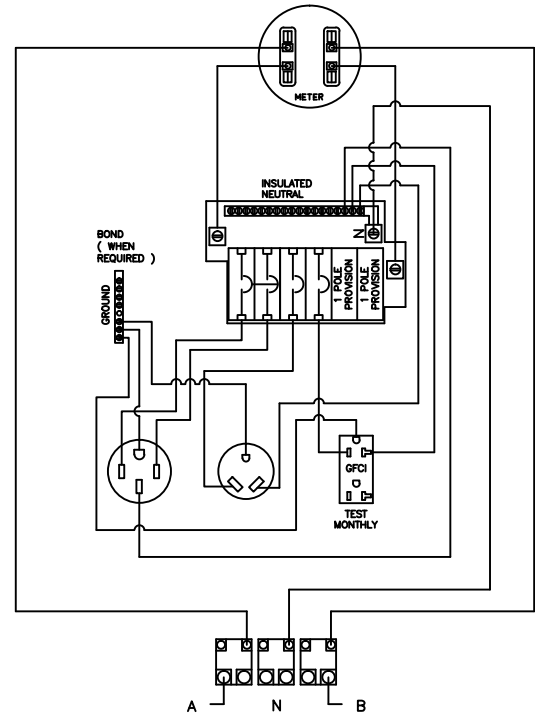 METER
INSULATED
NEUTRAL
N
BOND
( WHEN
REQUIRED )
GROUND
1 POLE
PROVISION
1 POLE
PROVISION
GFCI
TEST
MONTHLY
A
N
B